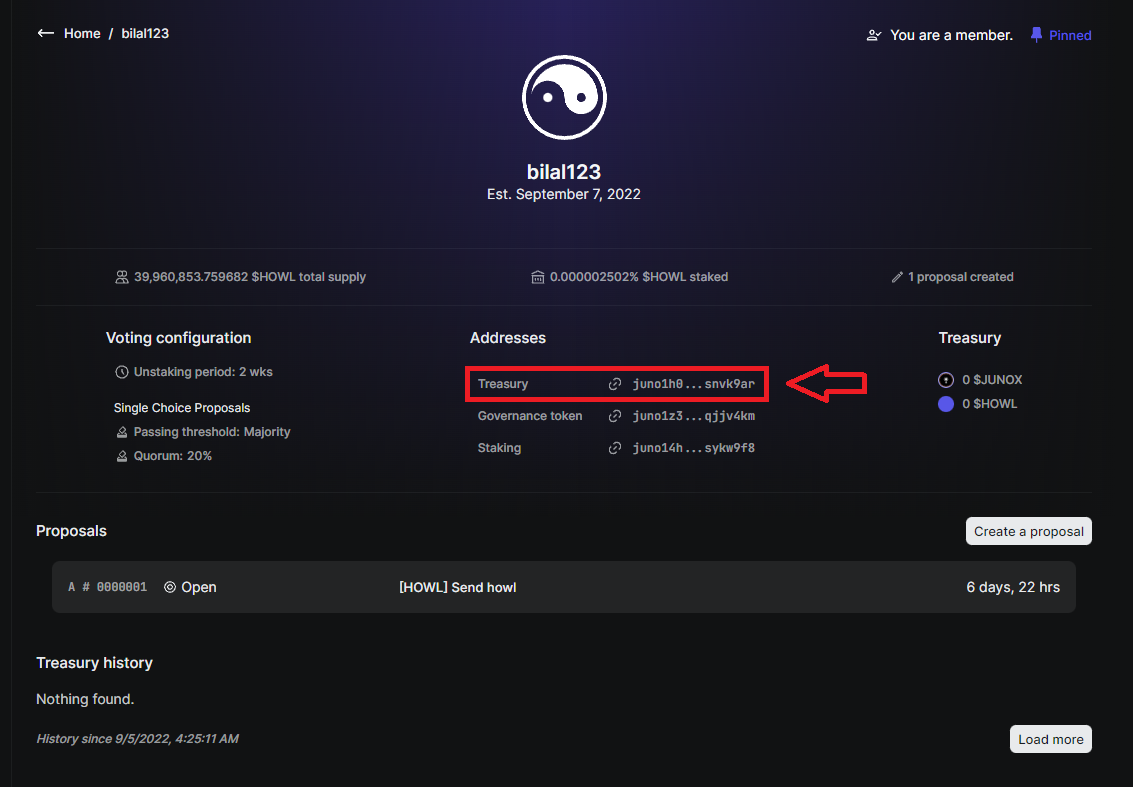 Home / bilal123
You are a member.
Pinned
bilal123
Est. September 7, 2022
39,960,853.759682 $HOWL total supply
0.000002502% $HOWL staked
1 proposal created
Voting configuration
Unstaking period: 2 wks
Single Choice Proposals
Passing threshold: Majority
Quorum: 20%
Addresses
Treasury juno1h0...snvk9ar
Governance token juno1z3...qjjv4km
Staking juno14h...sykw9f8
Treasury
0 $JUNOX
0 $HOWL
Proposals
Create a proposal
A # 0000001 Open [HOWL] Send howl 6 days, 22 hrs
Treasury history
Nothing found.
History since 9/5/2022, 4:25:11 AM
Load more